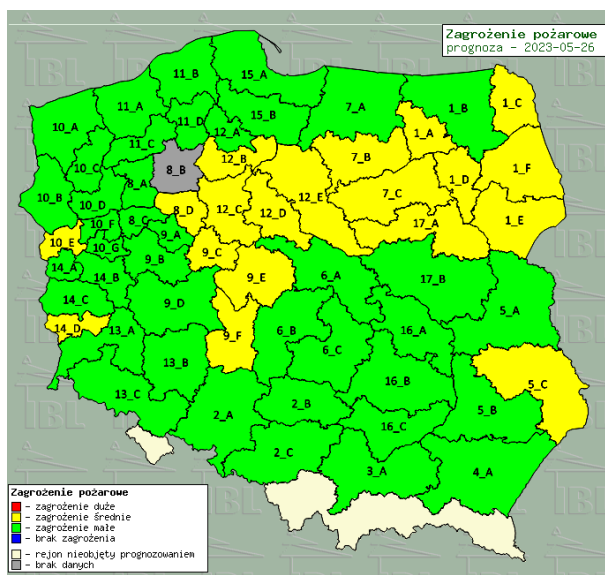 Zagrożenie pożarowe
prognoza - 2023-05-26
11_B
15_A
1_C
11_A
7_A
1_B
10_A
11_D
15_B
12_A
1_A
11_C
12_B
7_B
10_C
8_B
1_F
8_A
1_D
10_B
12_E
7_C
10_D
8_D
12_C
12_D
10_F
8_C
1_E
17_A
9_A
10_E
10_G
9_C
9_B
14_A
14_B
9_E
6_A
17_B
14_C
9_D
5_A
14_D
13_A
9_F
6_B
16_A
6_C
5_C
13_B
16_B
13_C
2_B
5_B
2_A
16_C
2_C
3_A
4_A
Zagrożenie pożarowe
- zagrożenie duże
- zagrożenie średnie
- zagrożenie małe
- brak zagrożenia
- rejon nieobjęty prognozowaniem
- brak danych
IBL